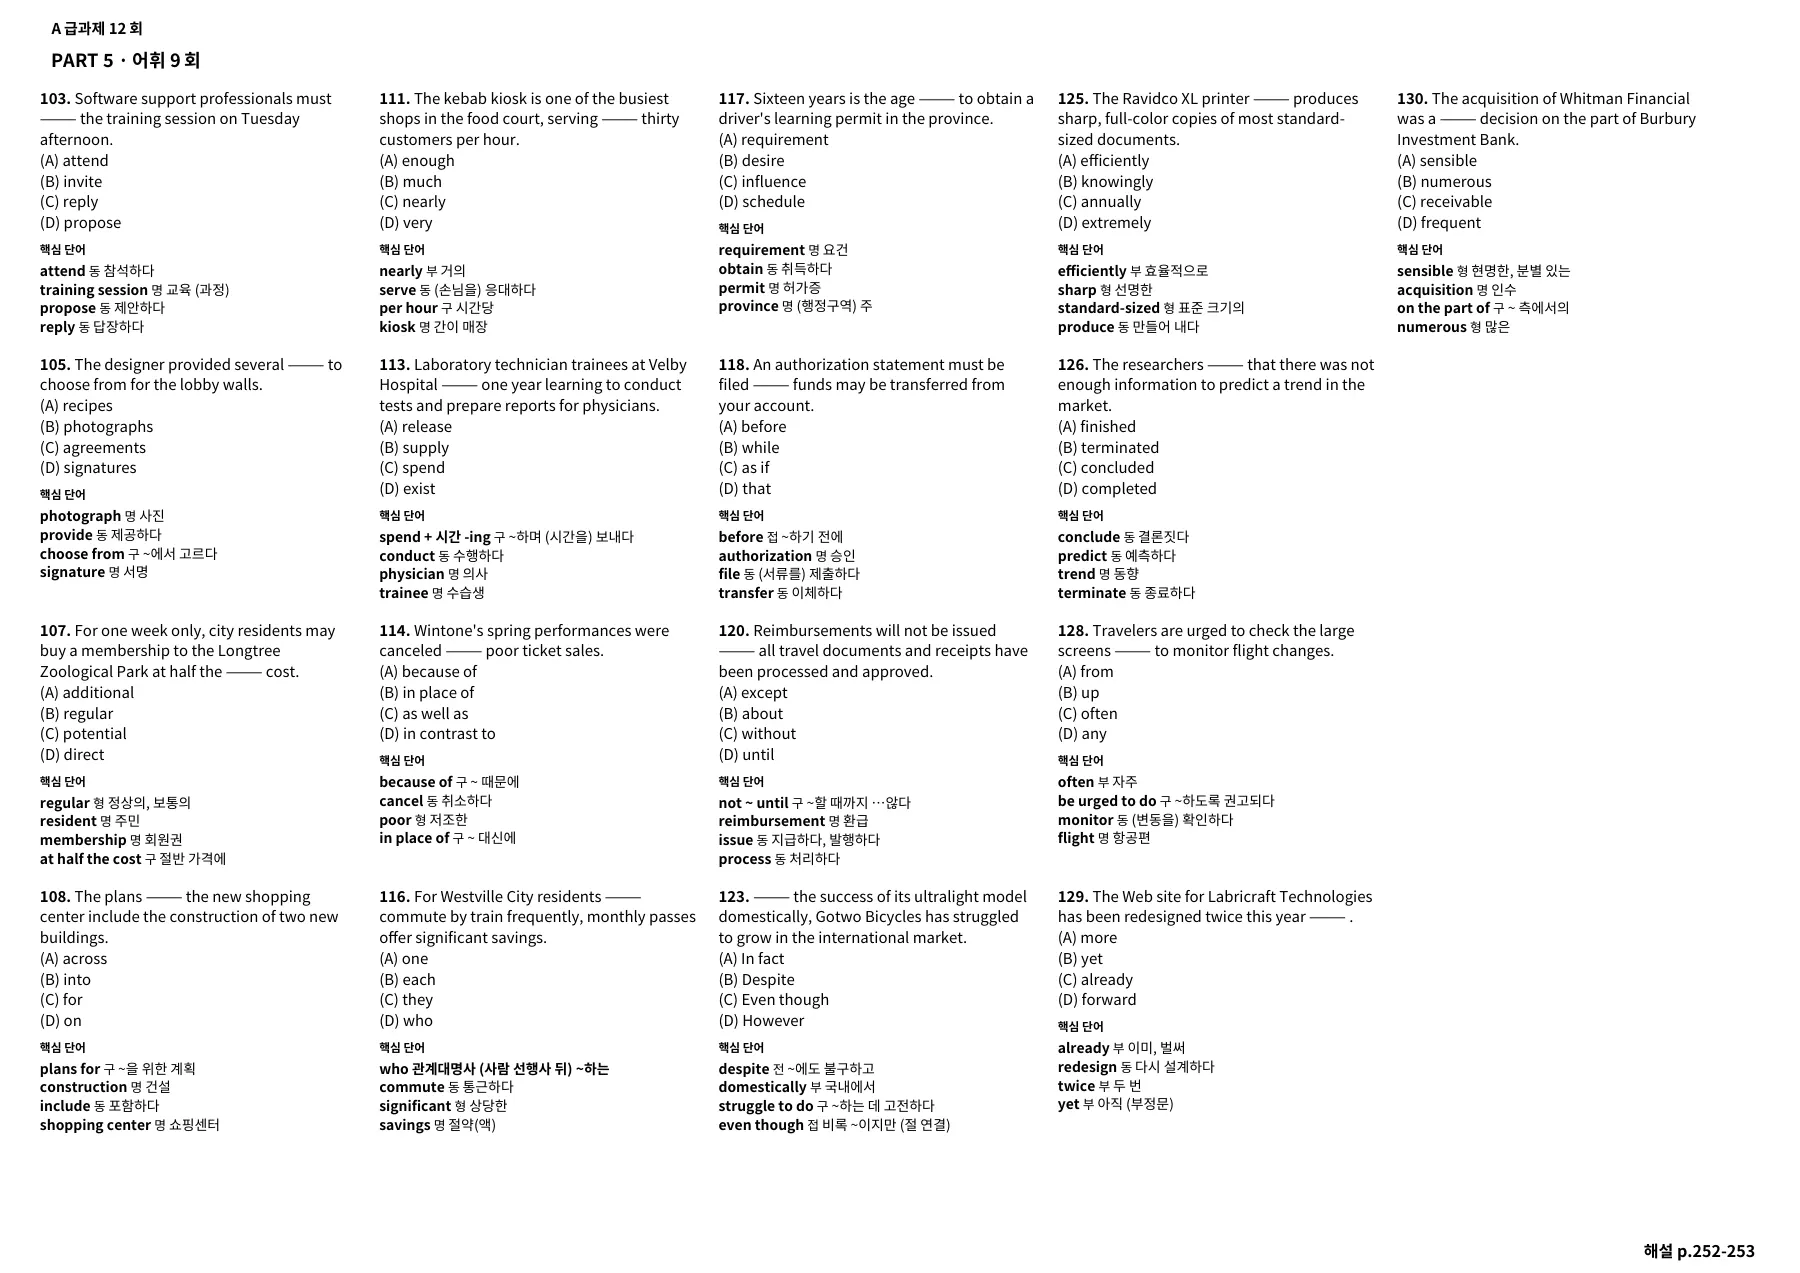 A 급과제 12 회
PART 5 · 어휘 9 회
103. Software support professionals must
——— the training session on Tuesday
afternoon.
(A) attend
(B) invite
(C) reply
(D) propose
핵심 단어
attend 동 참석하다
training session 명 교육 (과정)
propose 동 제안하다
reply 동 답장하다
105. The designer provided several ——— to
choose from for the lobby walls.
(A) recipes
(B) photographs
(C) agreements
(D) signatures
핵심 단어
photograph 명 사진
provide 동 제공하다
choose from 구 ~에서 고르다
signature 명 서명
107. For one week only, city residents may
buy a membership to the Longtree
Zoological Park at half the ——— cost.
(A) additional
(B) regular
(C) potential
(D) direct
핵심 단어
regular 형 정상의, 보통의
resident 명 주민
membership 명 회원권
at half the cost 구 절반 가격에
108. The plans ——— the new shopping
center include the construction of two new
buildings.
(A) across
(B) into
(C) for
(D) on
핵심 단어
plans for 구 ~을 위한 계획
construction 명 건설
include 동 포함하다
shopping center 명 쇼핑센터
111. The kebab kiosk is one of the busiest
shops in the food court, serving ——— thirty
customers per hour.
(A) enough
(B) much
(C) nearly
(D) very
핵심 단어
nearly 부 거의
serve 동 (손님을) 응대하다
per hour 구 시간당
kiosk 명 간이 매장
113. Laboratory technician trainees at Velby
Hospital ——— one year learning to conduct
tests and prepare reports for physicians.
(A) release
(B) supply
(C) spend
(D) exist
핵심 단어
spend + 시간 -ing 구 ~하며 (시간을) 보내다
conduct 동 수행하다
physician 명 의사
trainee 명 수습생
114. Wintone's spring performances were
canceled ——— poor ticket sales.
(A) because of
(B) in place of
(C) as well as
(D) in contrast to
핵심 단어
because of 구 ~ 때문에
cancel 동 취소하다
poor 형 저조한
in place of 구 ~ 대신에
116. For Westville City residents ———
commute by train frequently, monthly passes
offer significant savings.
(A) one
(B) each
(C) they
(D) who
핵심 단어
who 관계대명사 (사람 선행사 뒤) ~하는
commute 동 통근하다
significant 형 상당한
savings 명 절약(액)
117. Sixteen years is the age ——— to obtain a
driver's learning permit in the province.
(A) requirement
(B) desire
(C) influence
(D) schedule
핵심 단어
requirement 명 요건
obtain 동 취득하다
permit 명 허가증
province 명 (행정구역) 주
118. An authorization statement must be
filed ——— funds may be transferred from
your account.
(A) before
(B) while
(C) as if
(D) that
핵심 단어
before 접 ~하기 전에
authorization 명 승인
file 동 (서류를) 제출하다
transfer 동 이체하다
120. Reimbursements will not be issued
——— all travel documents and receipts have
been processed and approved.
(A) except
(B) about
(C) without
(D) until
핵심 단어
not ~ until 구 ~할 때까지 …않다
reimbursement 명 환급
issue 동 지급하다, 발행하다
process 동 처리하다
123. ——— the success of its ultralight model
domestically, Gotwo Bicycles has struggled
to grow in the international market.
(A) In fact
(B) Despite
(C) Even though
(D) However
핵심 단어
despite 전 ~에도 불구하고
domestically 부 국내에서
struggle to do 구 ~하는 데 고전하다
even though 접 비록 ~이지만 (절 연결)
125. The Ravidco XL printer ——— produces
sharp, full-color copies of most standard-
sized documents.
(A) efficiently
(B) knowingly
(C) annually
(D) extremely
핵심 단어
efficiently 부 효율적으로
sharp 형 선명한
standard-sized 형 표준 크기의
produce 동 만들어 내다
126. The researchers ——— that there was not
enough information to predict a trend in the
market.
(A) finished
(B) terminated
(C) concluded
(D) completed
핵심 단어
conclude 동 결론짓다
predict 동 예측하다
trend 명 동향
terminate 동 종료하다
128. Travelers are urged to check the large
screens ——— to monitor flight changes.
(A) from
(B) up
(C) often
(D) any
핵심 단어
often 부 자주
be urged to do 구 ~하도록 권고되다
monitor 동 (변동을) 확인하다
flight 명 항공편
129. The Web site for Labricraft Technologies
has been redesigned twice this year ——— .
(A) more
(B) yet
(C) already
(D) forward
핵심 단어
already 부 이미, 벌써
redesign 동 다시 설계하다
twice 부 두 번
yet 부 아직 (부정문)
130. The acquisition of Whitman Financial
was a ——— decision on the part of Burbury
Investment Bank.
(A) sensible
(B) numerous
(C) receivable
(D) frequent
핵심 단어
sensible 형 현명한, 분별 있는
acquisition 명 인수
on the part of 구 ~ 측에서의
numerous 형 많은
해설 p.252-253